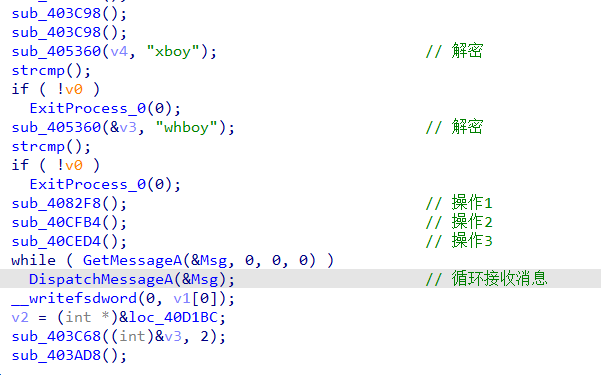 sub_403C98();
sub_403C98();
sub_405360(v4, "xboy"); // 解密
strcmp();
if ( !v0 )
ExitProcess_0(0);
sub_405360(&v3, "whboy"); // 解密
strcmp();
if ( !v0 )
ExitProcess_0(0);
sub_4082F8(); // 操作1
sub_40CFB4(); // 操作2
sub_40CED4(); // 操作3
while ( GetMessageA(&Msg, 0, 0, 0) )
DispatchMessageA(&Msg); // 循环接收消息
__writefsdword(0, v1[0]);
v2 = (int *)&loc_40D1BC;
sub_403C68((int)&v3, 2);
sub_403AD8();